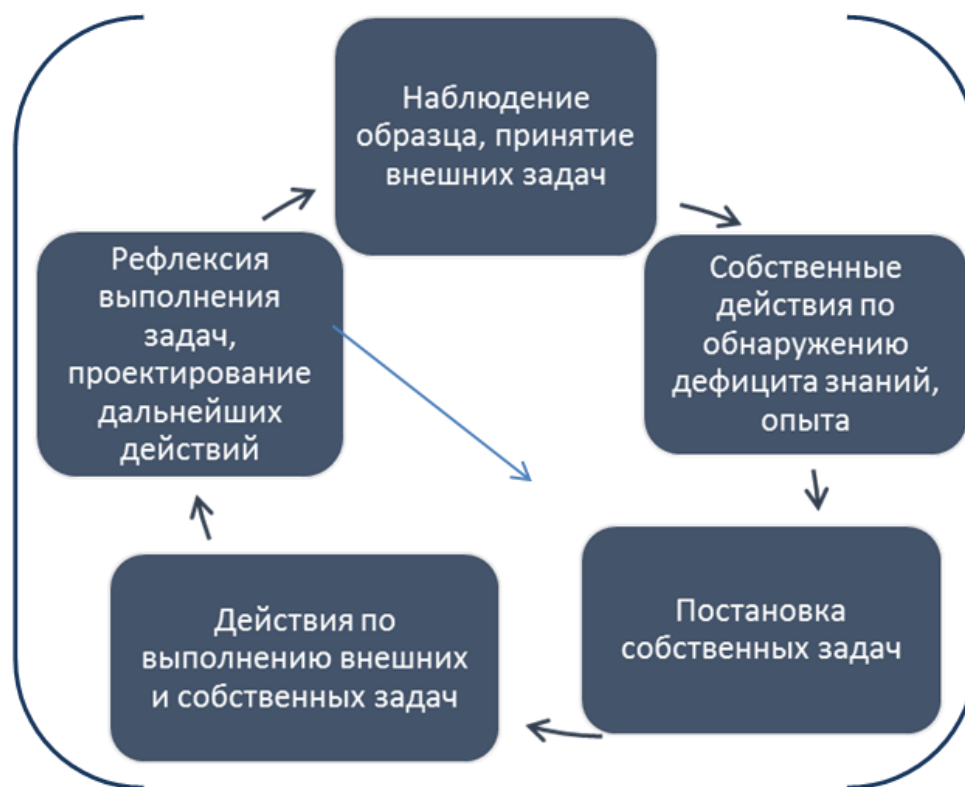 Наблюдение
образца, принятие
внешних задач
Собственные
действия по
обнаружению
дефицита знаний,
опыта
Постановка
собственных задач
Действия по
выполнению внешних
и собственных задач
Рефлексия
выполнения
задач,
проектирование
дальнейших
действий